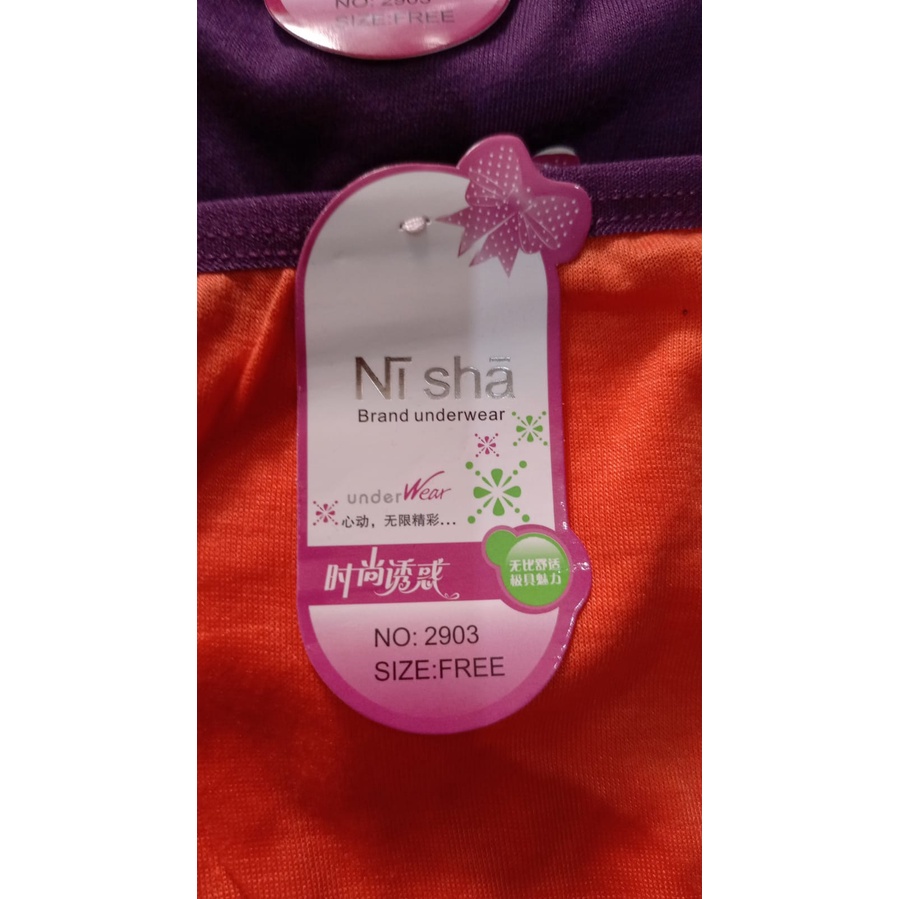 NO: 2903
SIZE:FREE
Nī shā
Brand underwear
underWear
心动，无限精彩...
时尚诱惑
无比舒适
极具魅力
NO: 2903
SIZE:FREE